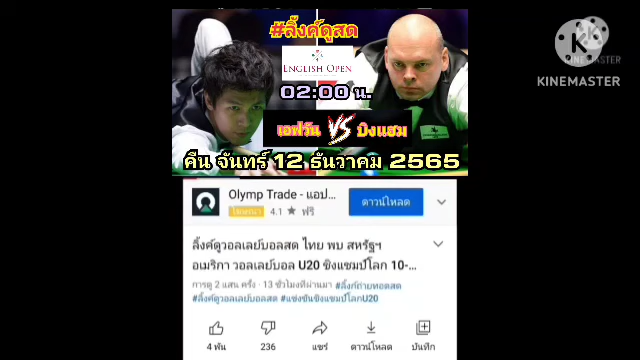 #ลิ้งค์ดูสด
ENGLISH OPEN
02:00 น.
เอฟวัน VS บิงแฮม
คืน จันทร์ 12 ธันวาคม 2565
KINEMASTER
KINEMASTER
Olymp Trade - แอป...
โฆษณา 4.1 ★ ฟรี
ดาวน์โหลด
ลิ้งค์ดูวอลเลย์บอลสด ไทย พบ สหรัฐฯ
อเมริกา วอลเลย์บอล U20 ชิงแชมป์โลก 10-...
การดู 2 แสน ครั้ง · 13 ชั่วโมงที่ผ่านมา #ลิ้งก์ถ่ายทอดสด
#ลิ้งค์ดูวอลเลย์บอลสด #แข่งขันชิงแชมป์โลกU20
4 พัน 236 แชร์ ดาวน์โหลด บันทึก